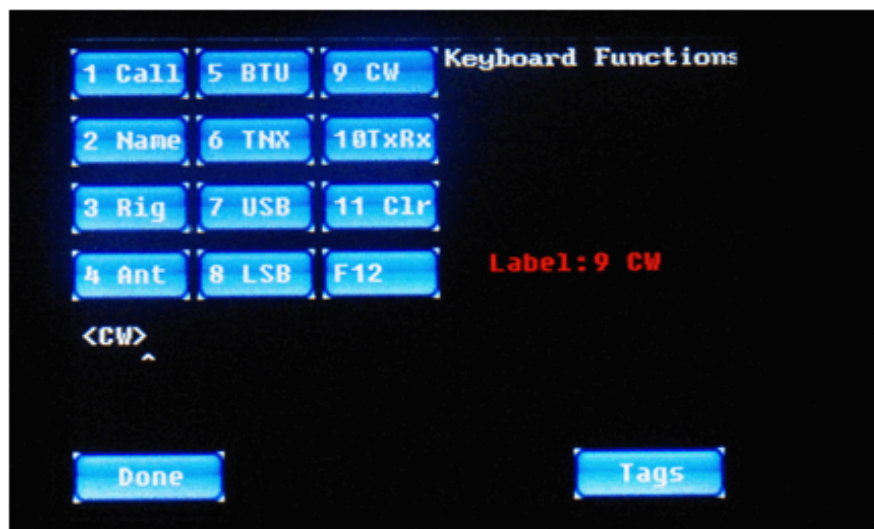 1 Call 5 BTU 9 CW Keyboard Functions
2 Name 6 TNX 10TxRx
3 Rig 7 USB 11 Clr
4 Ant 8 LSB F12 Label:9 CW
<CW>
^
Done Tags